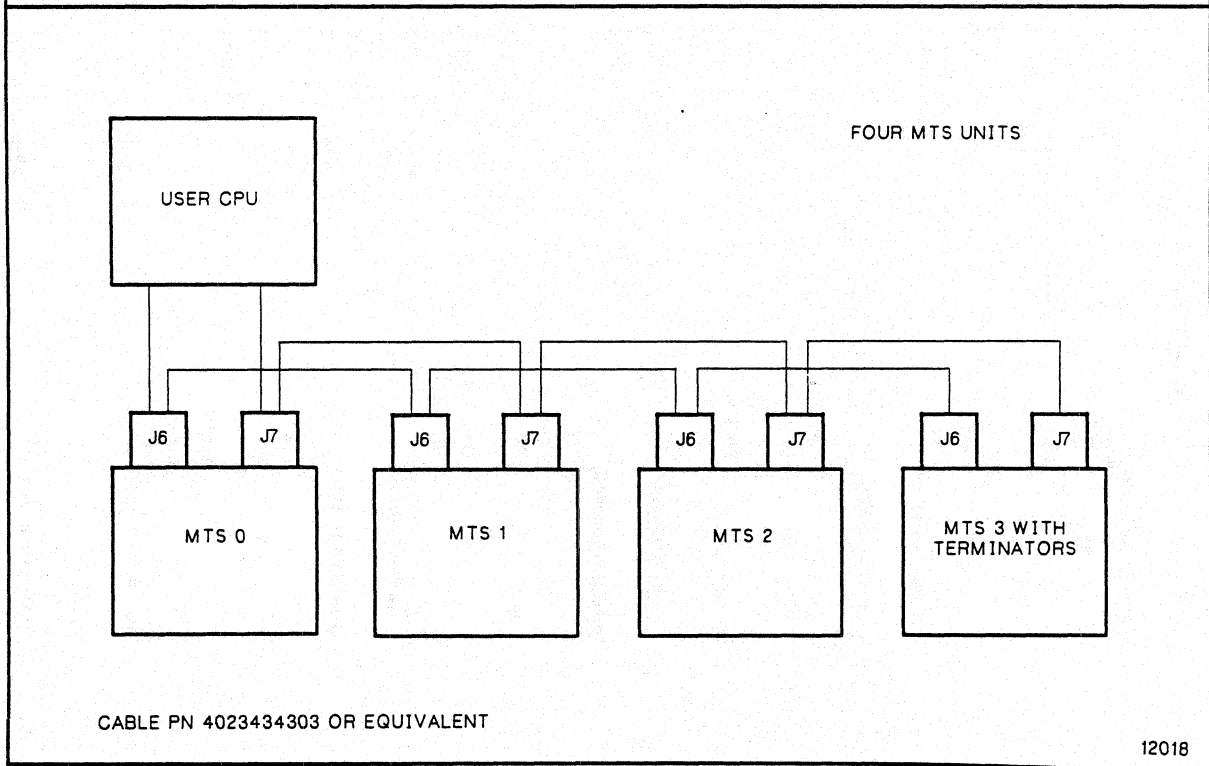 FOUR MTS UNITS
USER CPU
J6
J7
J6
J7
J6
J7
J6
J7
MTS 0
MTS 1
MTS 2
MTS 3 WITH
TERMINATORS
CABLE PN 4023434303 OR EQUIVALENT
12018